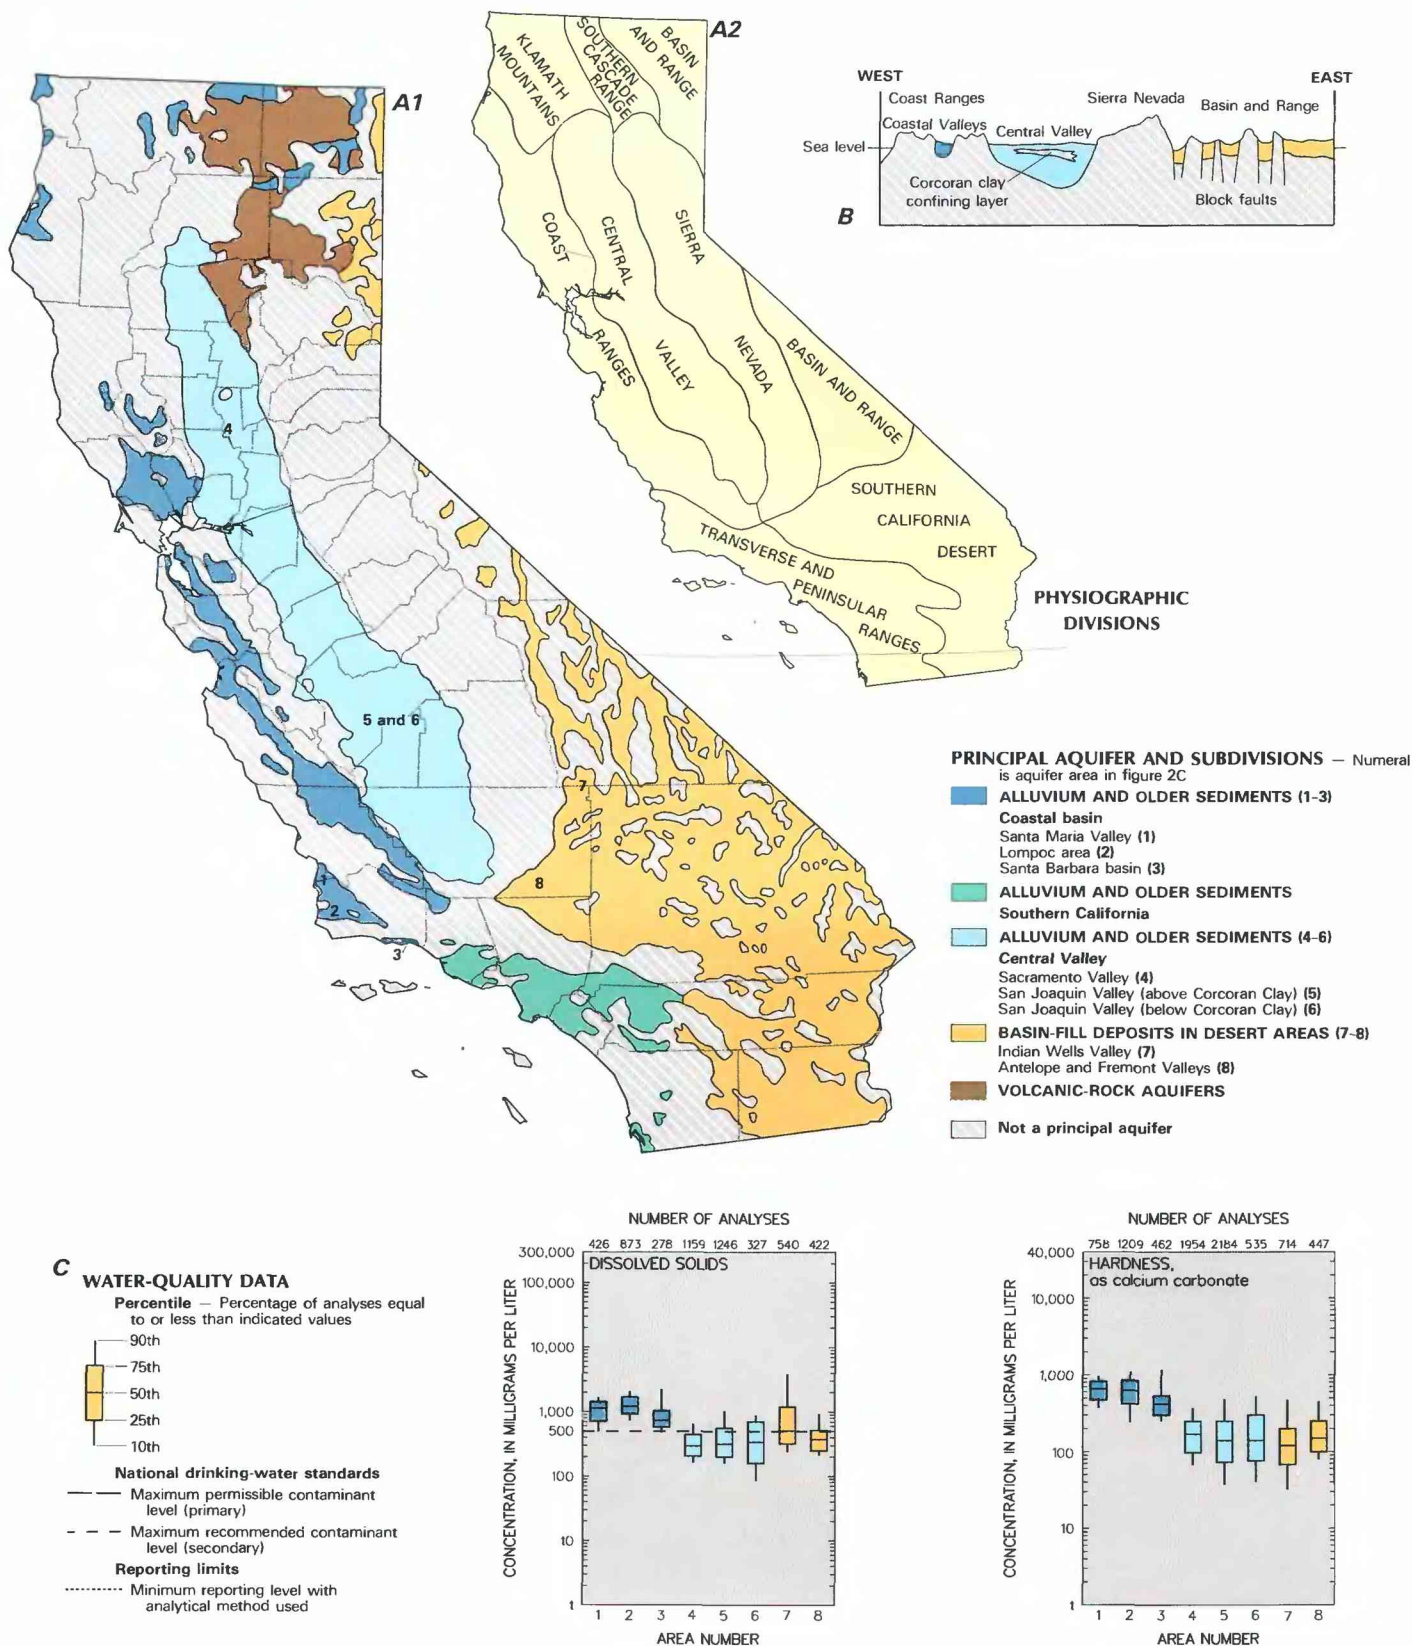 A1
4
5 and 6
7
8
1
2
3
A2
KLAMATH
MOUNTAINS
SOUTHERN
CASCADE
RANGE
BASIN
AND RANGE
COAST
RANGES
CENTRAL
VALLEY
SIERRA
NEVADA
BASIN AND RANGE
SOUTHERN
CALIFORNIA
DESERT
TRANSVERSE AND
PENINSULAR
RANGES
PHYSIOGRAPHIC
DIVISIONS
WEST
EAST
Coast Ranges
Sierra Nevada
Basin and Range
Coastal Valleys
Central Valley
Sea level
Corcoran clay
confining layer
Block faults
B
PRINCIPAL AQUIFER AND SUBDIVISIONS — Numeral
is aquifer area in figure 2C
ALLUVIUM AND OLDER SEDIMENTS (1-3)
Coastal basin
Santa Maria Valley (1)
Lompoc area (2)
Santa Barbara basin (3)
ALLUVIUM AND OLDER SEDIMENTS
Southern California
ALLUVIUM AND OLDER SEDIMENTS (4-6)
Central Valley
Sacramento Valley (4)
San Joaquin Valley (above Corcoran Clay) (5)
San Joaquin Valley (below Corcoran Clay) (6)
BASIN-FILL DEPOSITS IN DESERT AREAS (7-8)
Indian Wells Valley (7)
Antelope and Fremont Valleys (8)
VOLCANIC-ROCK AQUIFERS
Not a principal aquifer
C
WATER-QUALITY DATA
Percentile — Percentage of analyses equal
to or less than indicated values
90th
75th
50th
25th
10th
National drinking-water standards
Maximum permissible contaminant
level (primary)
Maximum recommended contaminant
level (secondary)
Reporting limits
Minimum reporting level with
analytical method used
NUMBER OF ANALYSES
426 873 278 1159 1246 327 540 422
DISSOLVED SOLIDS
CONCENTRATION, IN MILLIGRAMS PER LITER
300,000
100,000
10,000
1,000
500
100
10
1
1 2 3 4 5 6 7 8
AREA NUMBER
NUMBER OF ANALYSES
758 1209 462 1954 2184 535 714 447
HARDNESS,
as calcium carbonate
CONCENTRATION, IN MILLIGRAMS PER LITER
40,000
10,000
1,000
100
10
1
1 2 3 4 5 6 7 8
AREA NUMBER